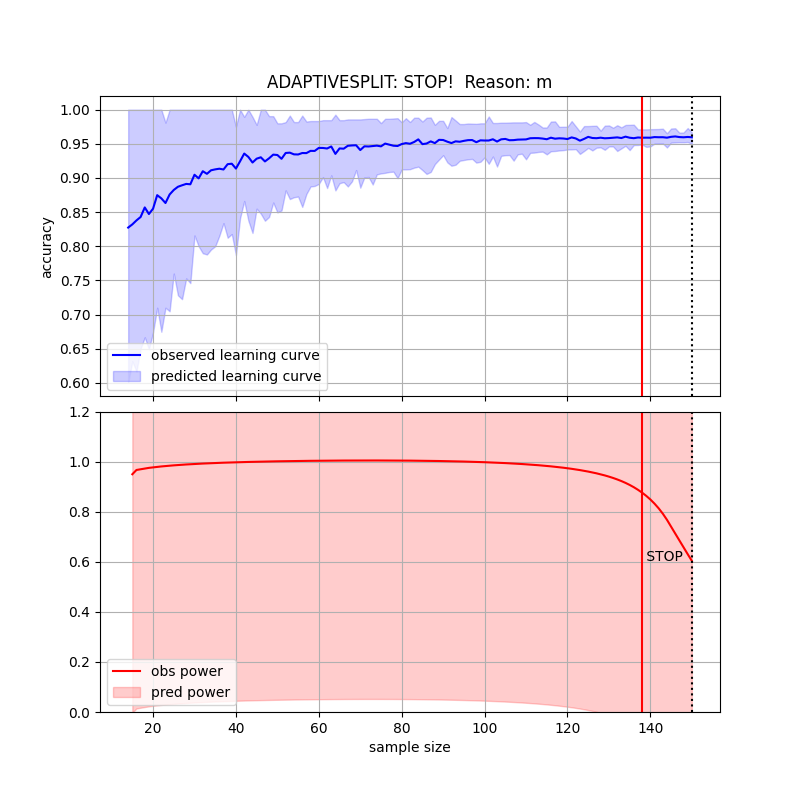 ADAPTIVESPLIT: STOP!  Reason: m
1.00
0.95
0.90
0.85
0.80
0.75
0.70
0.65
0.60
accuracy
observed learning curve
predicted learning curve
1.2
1.0
0.8
0.6
0.4
0.2
0.0
STOP
obs power
pred power
20 40 60 80 100 120 140
sample size